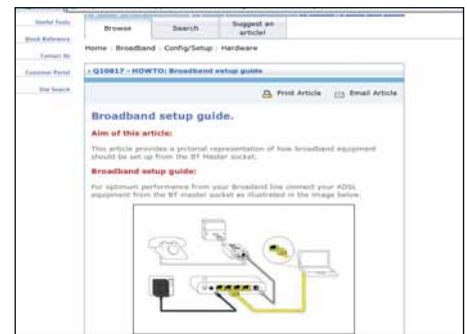 Useful Tools
Quick Reference
Contact Us
Customer Portal
Site Search
Browse
Search
Suggest an
article!
Home : Broadband : Config/Setup : Hardware
Q10817 - HOWTO: Broadband setup guide
Print Article
Email Article
Broadband setup guide.
Aim of this article:
This article provides a pictorial representation of how broadband equipment
should be set up from the BT Master socket.
Broadband setup guide:
For optimum performance from your Broadband line connect your ADSL
equipment from the BT master socket as illustrated in the image below.